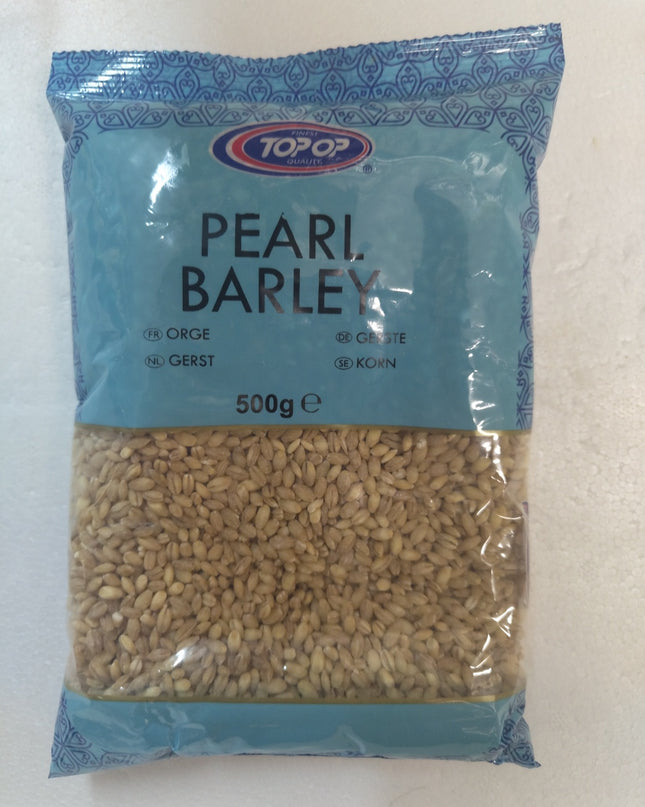 FINEST
TOPOP
QUALITY
PEARL
BARLEY
FR ORGE
DE GERSTE
NL GERST
SE KORN
500g ℮